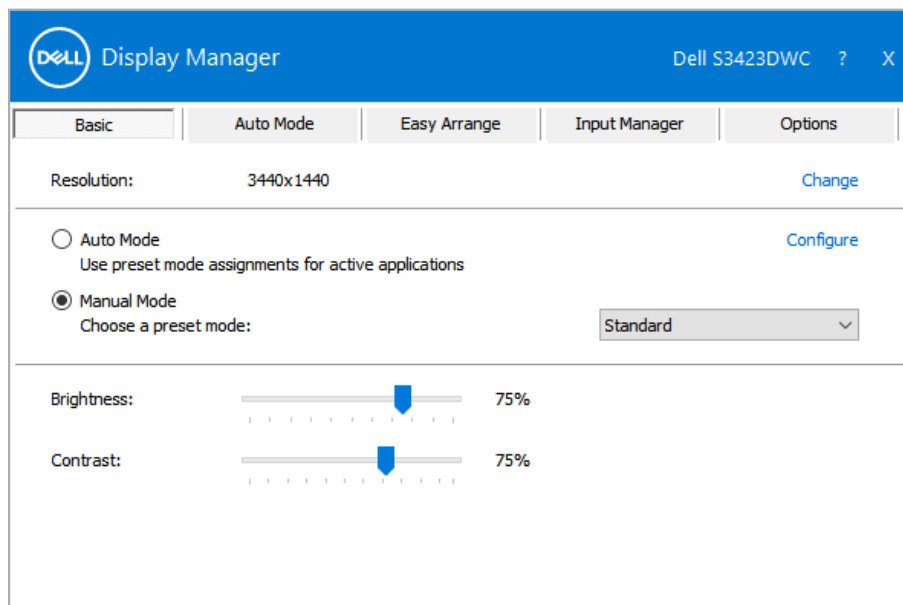 DELL Display Manager Dell S3423DWC ? X
Basic Auto Mode Easy Arrange Input Manager Options
Resolution: 3440x1440 Change
Auto Mode Configure
Use preset mode assignments for active applications
Manual Mode
Choose a preset mode: Standard
Brightness: 75%
Contrast: 75%